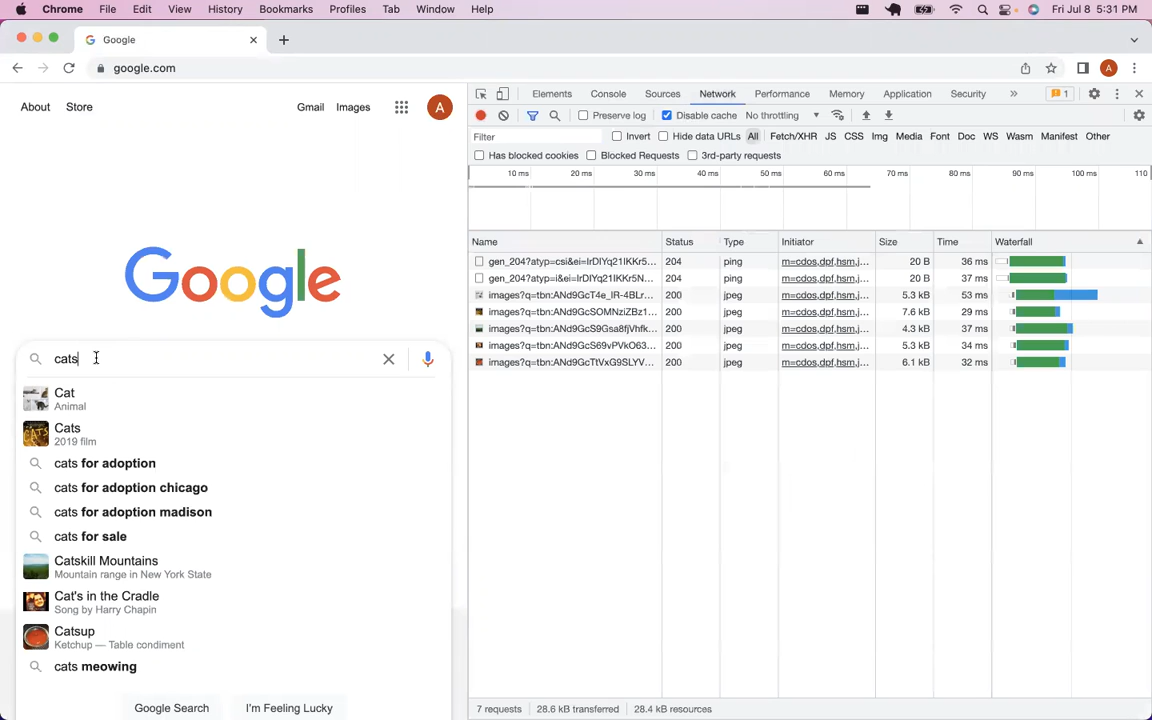 Chrome File Edit View History Bookmarks Profiles Tab Window Help Fri Jul 8 5:31 PM
Google
google.com A
About Store Gmail Images A
Google
cats
Cat
Animal
Cats
2019 film
cats for adoption
cats for adoption chicago
cats for adoption madison
cats for sale
Catskill Mountains
Mountain range in New York State
Cat's in the Cradle
Song by Harry Chapin
Catsup
Ketchup — Table condiment
cats meowing
Google Search I'm Feeling Lucky
Elements Console Sources Network Performance Memory Application Security » 1
Preserve log Disable cache No throttling
Filter Invert Hide data URLs All Fetch/XHR JS CSS Img Media Font Doc WS Wasm Manifest Other
Has blocked cookies Blocked Requests 3rd-party requests
10 ms 20 ms 30 ms 40 ms 50 ms 60 ms 70 ms 80 ms 90 ms 100 ms 110
Name Status Type Initiator Size Time Waterfall
gen_204?atyp=csi&ei=IrDIYq21IKKr5... 204 ping m=cdos,dpf,hsm,j... 20 B 36 ms
gen_204?atyp=i&ei=IrDIYq21IKKr5N... 204 ping m=cdos,dpf,hsm,j... 20 B 37 ms
images?q=tbn:ANd9GcT4e_IR-4BLr... 200 jpeg m=cdos,dpf,hsm,j... 5.3 kB 53 ms
images?q=tbn:ANd9GcSOMNziZBz1... 200 jpeg m=cdos,dpf,hsm,j... 7.6 kB 29 ms
images?q=tbn:ANd9GcS9Gsa8fjVhfk... 200 jpeg m=cdos,dpf,hsm,j... 4.3 kB 37 ms
images?q=tbn:ANd9GcS69vPVkO63... 200 jpeg m=cdos,dpf,hsm,j... 5.3 kB 34 ms
images?q=tbn:ANd9GcTtVxG9SLYV... 200 jpeg m=cdos,dpf,hsm,j... 6.1 kB 32 ms
7 requests 28.6 kB transferred 28.4 kB resources